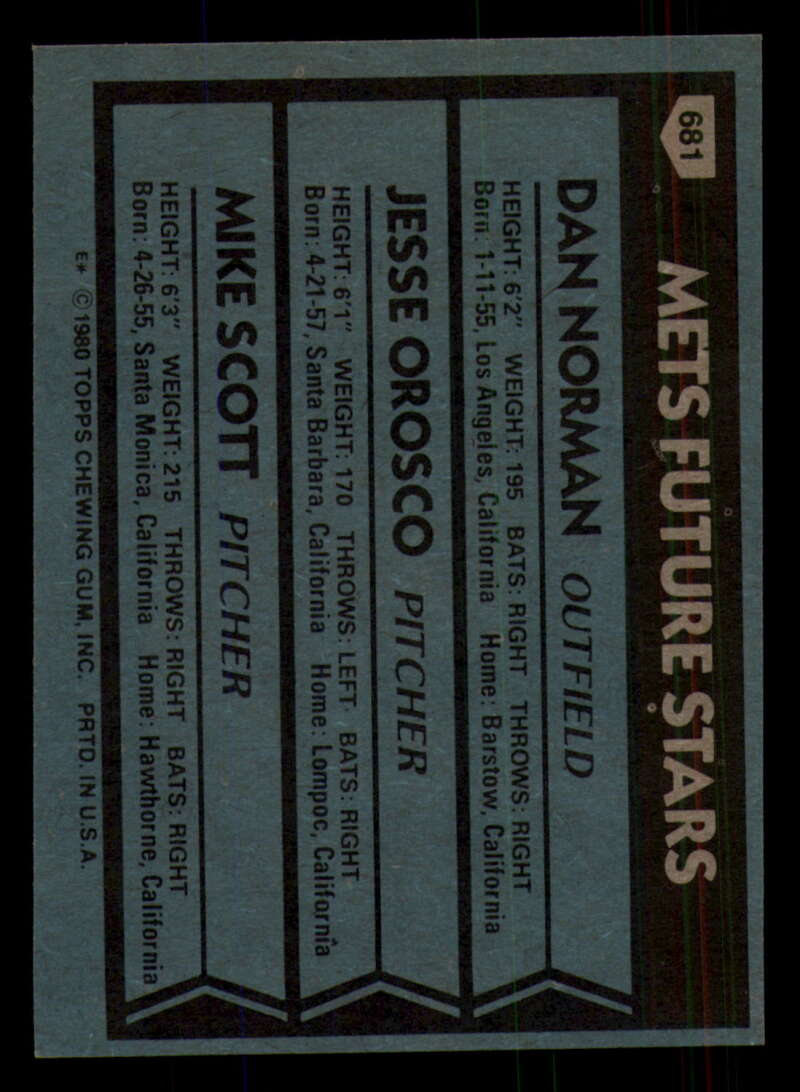 681
METS FUTURE STARS
DAN NORMAN OUTFIELD
HEIGHT: 6'2" WEIGHT: 195 BATS: RIGHT THROWS: RIGHT
Born: 1-11-55, Los Angeles, California Home: Barstow, California
JESSE OROSCO PITCHER
HEIGHT: 6'1" WEIGHT: 170 THROWS: LEFT BATS: RIGHT
Born: 4-21-57, Santa Barbara, California Home: Lompoc, California
MIKE SCOTT PITCHER
HEIGHT: 6'3" WEIGHT: 215 THROWS: RIGHT BATS: RIGHT
Born: 4-26-55, Santa Monica, California Home: Hawthorne, California
E* © 1980 TOPPS CHEWING GUM, INC. PRTD. IN U.S.A.